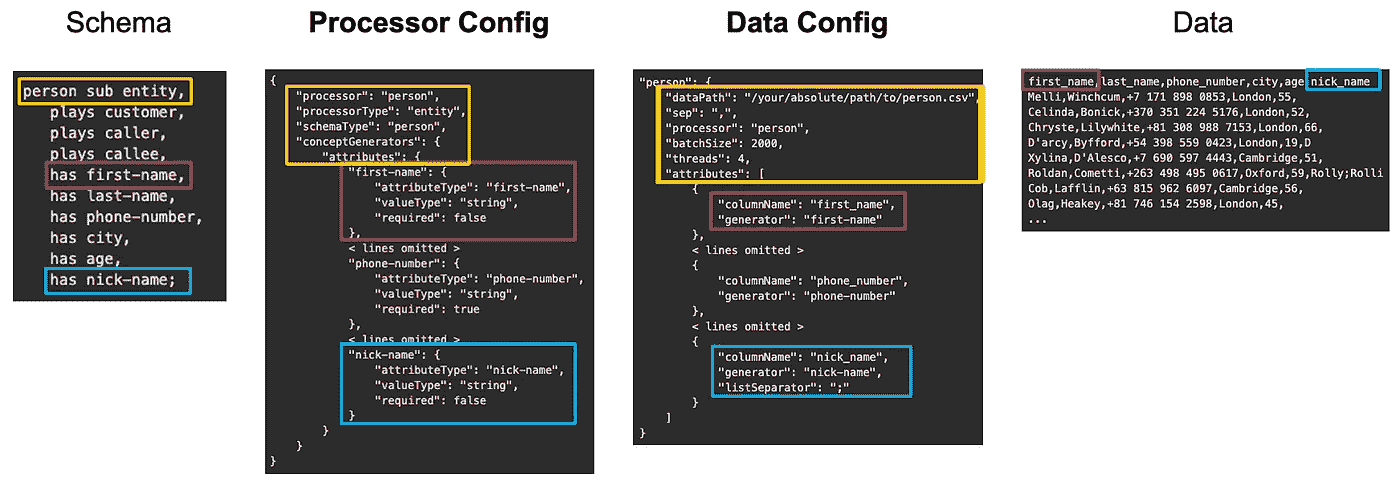 Schema
person sub entity,
plays customer,
plays caller,
plays callee,
has first-name,
has last-name,
has phone-number,
has city,
has age,
has nick-name;
Processor Config
{
"processor": "person",
"processorType": "entity",
"schemaType": "person",
"conceptGenerators": {
"attributes": {
"first-name": {
"attributeType": "first-name",
"valueType": "string",
"required": false
},
< lines omitted >
"phone-number": {
"attributeType": "phone-number",
"valueType": "string",
"required": true
},
< lines omitted >
"nick-name": {
"attributeType": "nick-name",
"valueType": "string",
"required": false
}
}
}
}
Data Config
"person": {
"dataPath": "/your/absolute/path/to/person.csv",
"sep": ",",
"processor": "person",
"batchSize": 2000,
"threads": 4,
"attributes": [
{
"columnName": "first_name",
"generator": "first-name"
},
< lines omitted >
{
"columnName": "phone_number",
"generator": "phone-number"
},
< lines omitted >
{
"columnName": "nick_name",
"generator": "nick-name",
"listSeparator": ";"
}
]
}
Data
first_name,last_name,phone_number,city,age,nick_name
Melli,Winchcum,+7 171 898 0853,London,55,
Celinda,Bonick,+370 351 224 5176,London,52,
Chryste,Lilywhite,+81 308 988 7153,London,66,
D'arcy,Byfford,+54 398 559 0423,London,19,D
Xylina,D'Alesco,+7 690 597 4443,Cambridge,51,
Roldan,Cometti,+263 498 495 0617,Oxford,59,Rolly;Rolli
Cob,Lafflin,+63 815 962 6097,Cambridge,56,
Olag,Heakey,+81 746 154 2598,London,45,
...